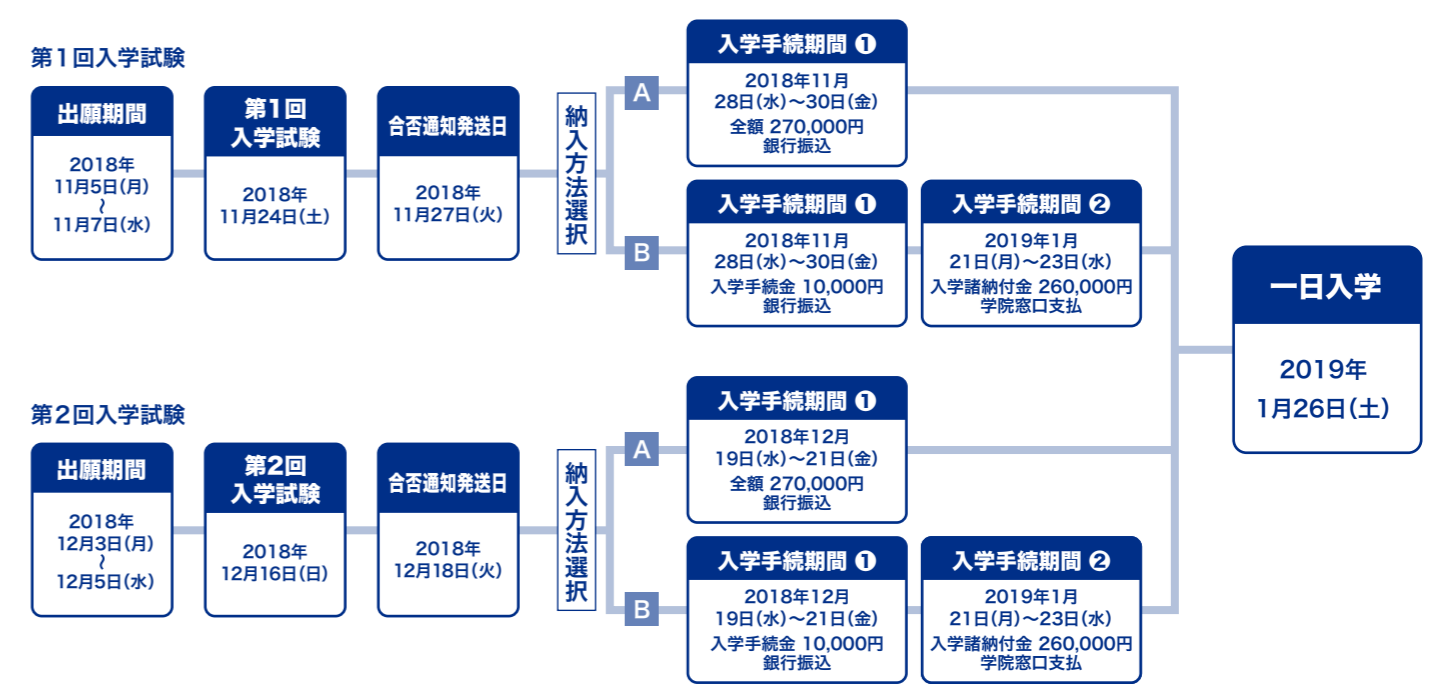 第1回入学試験
出願期間
2018年
11月5日(月)
〜
11月7日(水)
第1回
入学試験
2018年
11月24日(土)
合否通知発送日
2018年
11月27日(火)
納入方法選択
A
入学手続期間 ❶
2018年11月
28日(水)〜30日(金)
全額 270,000円
銀行振込
B
入学手続期間 ❶
2018年11月
28日(水)〜30日(金)
入学手続金 10,000円
銀行振込
入学手続期間 ❷
2019年1月
21日(月)〜23日(水)
入学諸納付金 260,000円
学院窓口支払
第2回入学試験
出願期間
2018年
12月3日(月)
〜
12月5日(水)
第2回
入学試験
2018年
12月16日(日)
合否通知発送日
2018年
12月18日(火)
納入方法選択
A
入学手続期間 ❶
2018年12月
19日(水)〜21日(金)
全額 270,000円
銀行振込
B
入学手続期間 ❶
2018年12月
19日(水)〜21日(金)
入学手続金 10,000円
銀行振込
入学手続期間 ❷
2019年1月
21日(月)〜23日(水)
入学諸納付金 260,000円
学院窓口支払
一日入学
2019年
1月26日(土)